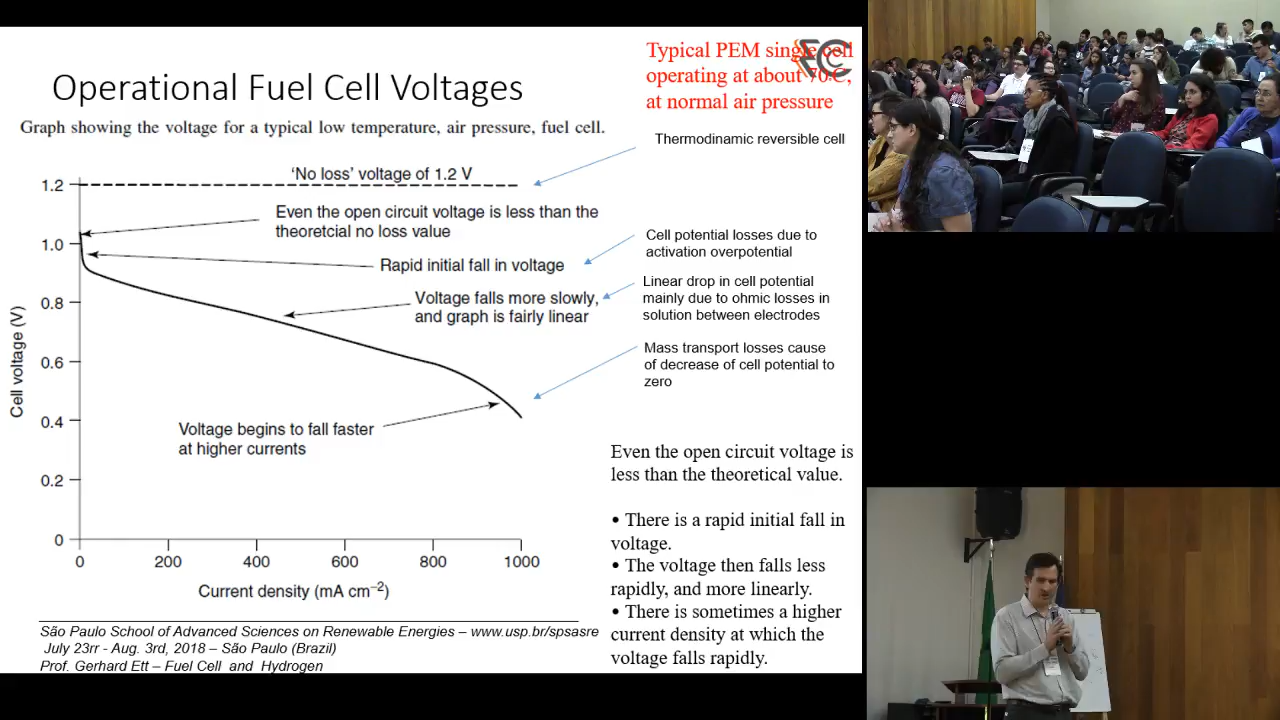 Operational Fuel Cell Voltages
Graph showing the voltage for a typical low temperature, air pressure, fuel cell.
Typical PEM single cell
operating at about 70°C,
at normal air pressure
Thermodinamic reversible cell
'No loss' voltage of 1.2 V
Even the open circuit voltage is less than the
theoretcial no loss value
Rapid initial fall in voltage
Voltage falls more slowly,
and graph is fairly linear
Voltage begins to fall faster
at higher currents
Cell potential losses due to
activation overpotential
Linear drop in cell potential
mainly due to ohmic losses in
solution between electrodes
Mass transport losses cause
of decrease of cell potential to
zero
Cell voltage (V)
1.2
1.0
0.8
0.6
0.4
0.2
0
0 200 400 600 800 1000
Current density (mA cm⁻²)
Even the open circuit voltage is
less than the theoretical value.
• There is a rapid initial fall in
voltage.
• The voltage then falls less
rapidly, and more linearly.
• There is sometimes a higher
current density at which the
voltage falls rapidly.
São Paulo School of Advanced Sciences on Renewable Energies – www.usp.br/spsasre
July 23rr - Aug. 3rd, 2018 – São Paulo (Brazil)
Prof. Gerhard Ett – Fuel Cell and Hydrogen